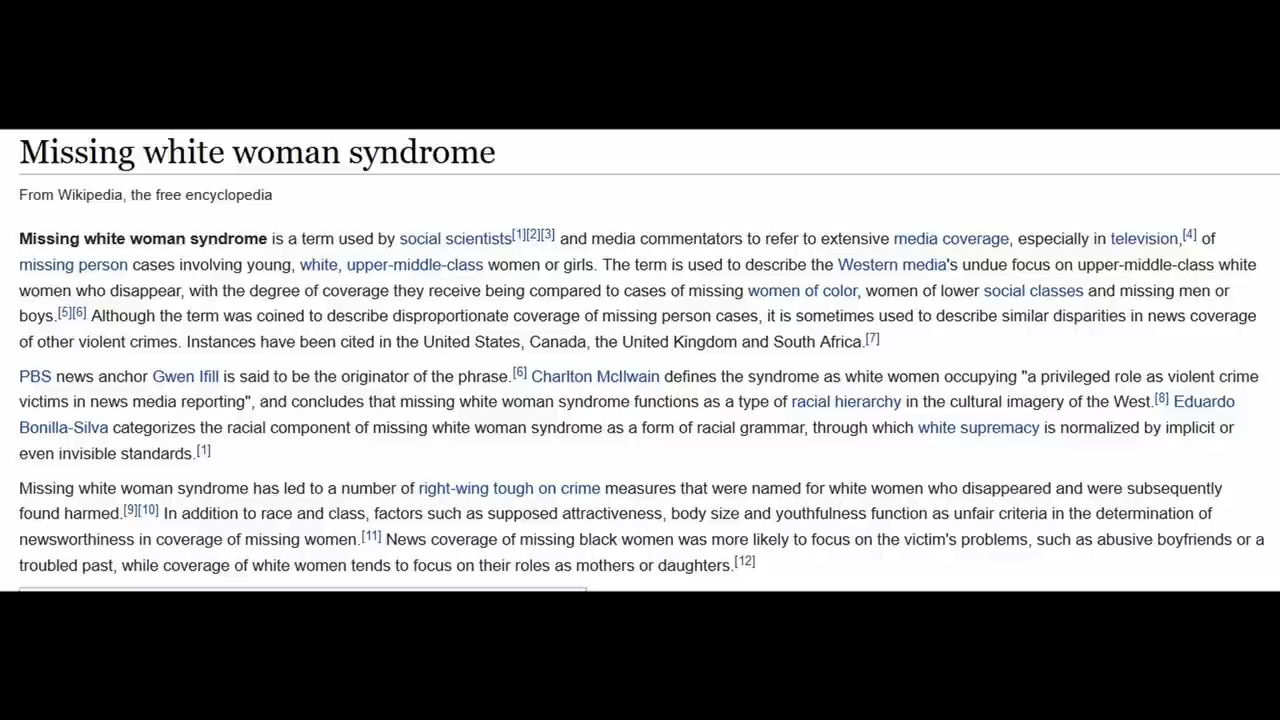 Missing white woman syndrome
From Wikipedia, the free encyclopedia
Missing white woman syndrome is a term used by social scientists[1][2][3] and media commentators to refer to extensive media coverage, especially in television,[4] of
missing person cases involving young, white, upper-middle-class women or girls. The term is used to describe the Western media's undue focus on upper-middle-class white
women who disappear, with the degree of coverage they receive being compared to cases of missing women of color, women of lower social classes and missing men or
boys.[5][6] Although the term was coined to describe disproportionate coverage of missing person cases, it is sometimes used to describe similar disparities in news coverage
of other violent crimes. Instances have been cited in the United States, Canada, the United Kingdom and South Africa.[7]
PBS news anchor Gwen Ifill is said to be the originator of the phrase.[6] Charlton McIlwain defines the syndrome as white women occupying "a privileged role as violent crime
victims in news media reporting", and concludes that missing white woman syndrome functions as a type of racial hierarchy in the cultural imagery of the West.[8] Eduardo
Bonilla-Silva categorizes the racial component of missing white woman syndrome as a form of racial grammar, through which white supremacy is normalized by implicit or
even invisible standards.[1]
Missing white woman syndrome has led to a number of right-wing tough on crime measures that were named for white women who disappeared and were subsequently
found harmed.[9][10] In addition to race and class, factors such as supposed attractiveness, body size and youthfulness function as unfair criteria in the determination of
newsworthiness in coverage of missing women.[11] News coverage of missing black women was more likely to focus on the victim's problems, such as abusive boyfriends or a
troubled past, while coverage of white women tends to focus on their roles as mothers or daughters.[12]